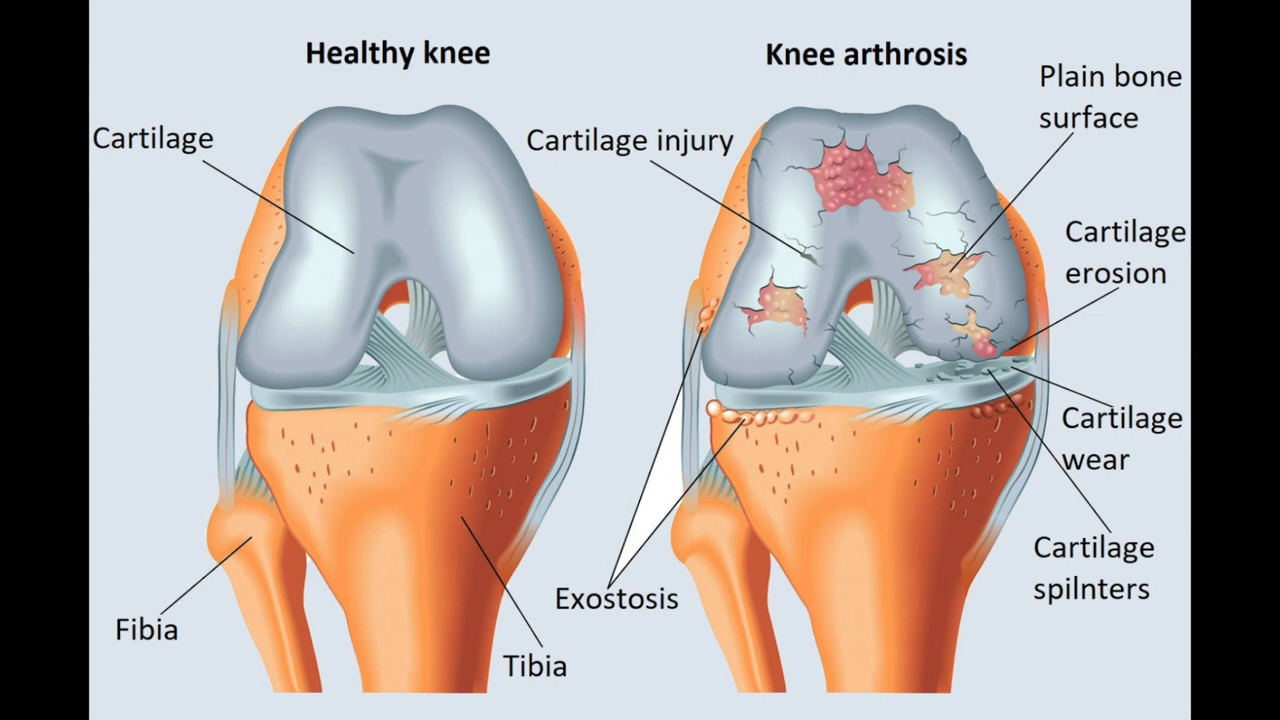 Healthy knee
Cartilage
Fibia
Tibia
Knee arthrosis
Cartilage injury
Exostosis
Plain bone
surface
Cartilage
erosion
Cartilage
wear
Cartilage
spilnters